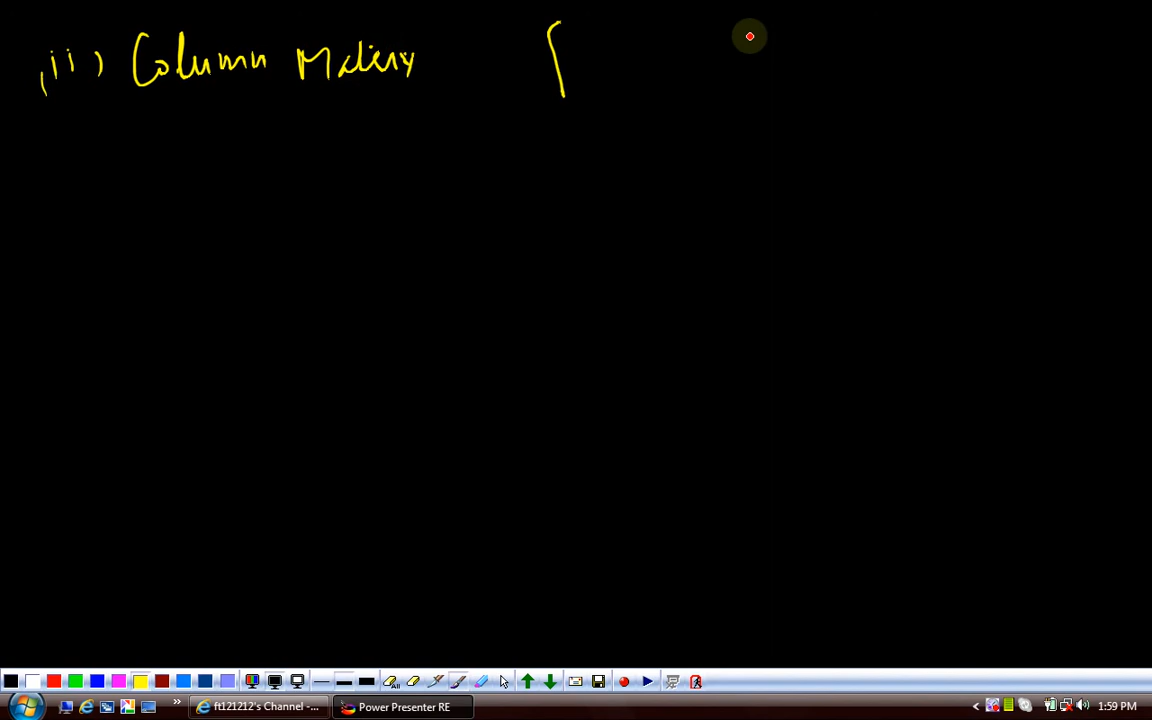 (ii) Column Matrix [
ft121212's Channel -... Power Presenter RE 1:59 PM